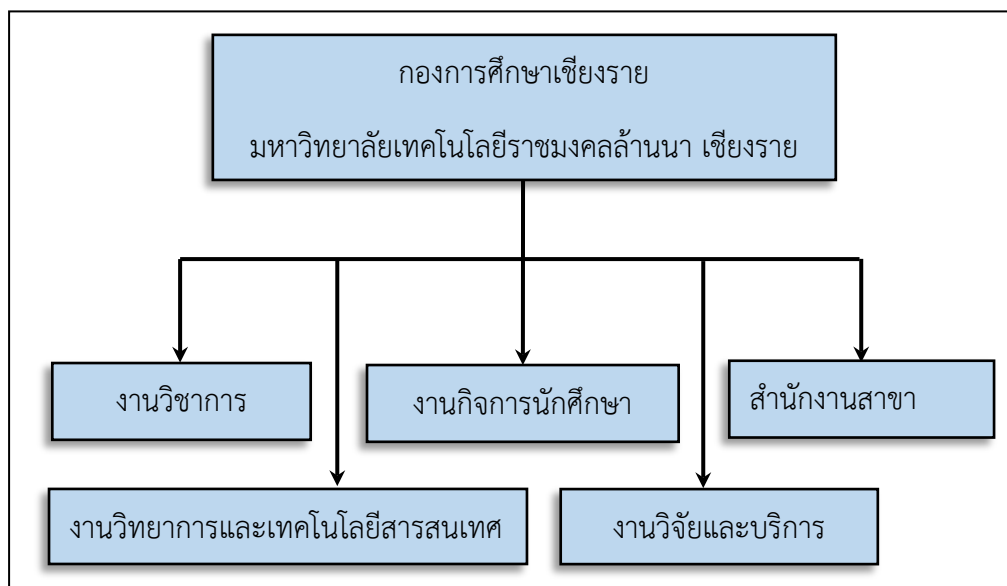 กองการศึกษาเชียงราย
มหาวิทยาลัยเทคโนโลยีราชมงคลล้านนา เชียงราย
งานวิชาการ
งานกิจการนักศึกษา
สำนักงานสาขา
งานวิทยาการและเทคโนโลยีสารสนเทศ
งานวิจัยและบริการ